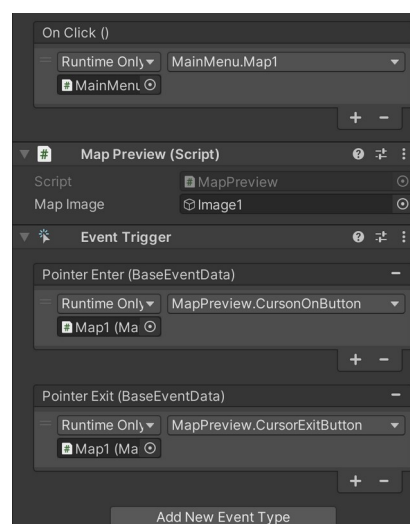 On Click ()
Runtime Only MainMenu.Map1
MainMenu
Map Preview (Script)
Script MapPreview
Map Image Image1
Event Trigger
Pointer Enter (BaseEventData)
Runtime Only MapPreview.CursonOnButton
Map1 (Ma
Pointer Exit (BaseEventData)
Runtime Only MapPreview.CursorExitButton
Map1 (Ma
Add New Event Type